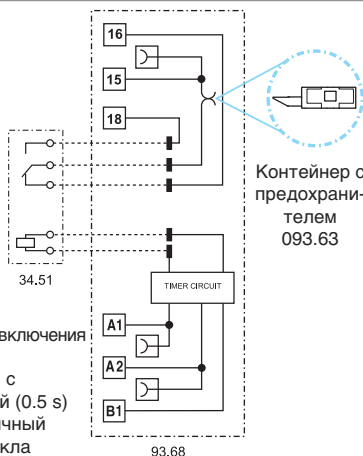 16
15
18
Контейнер с
предохрани-
телем
093.63
34.51
TIMER CIRCUIT
A1
включения
A2
с
й (0.5 s)
чный
B1
кла
93.68